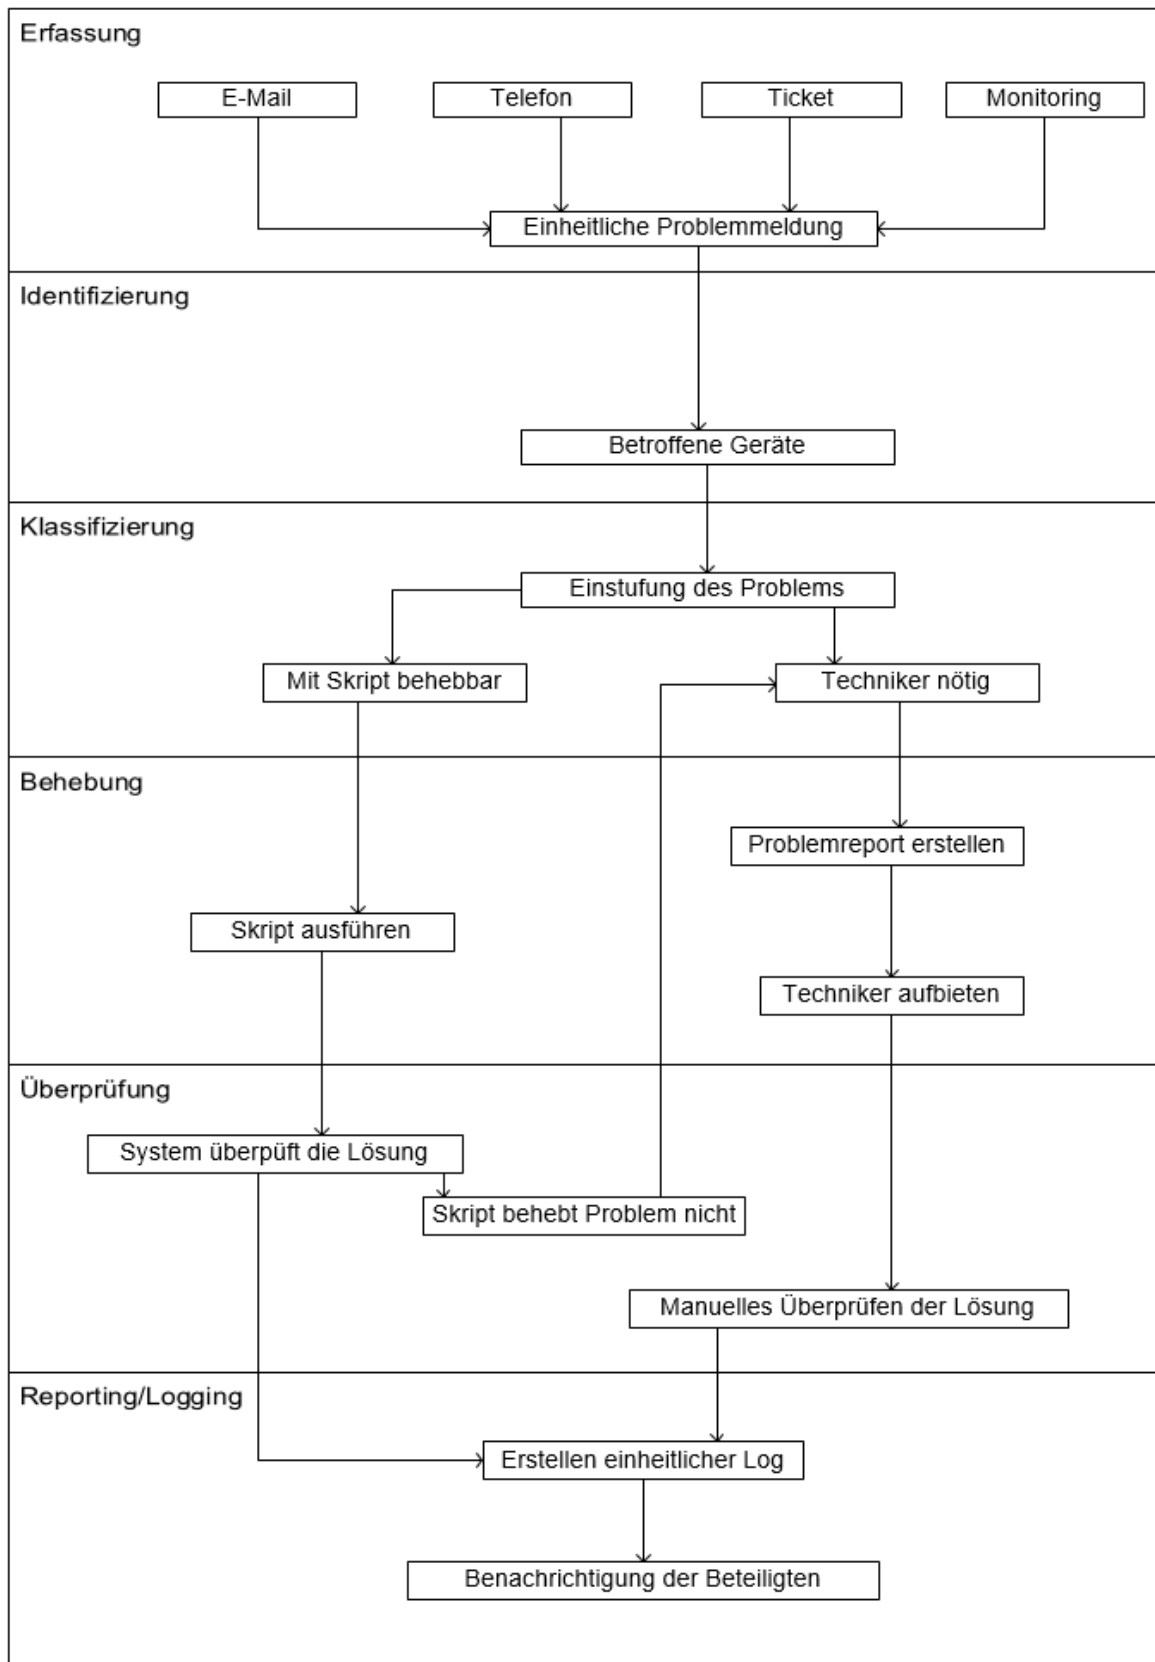 Erfassung
E-Mail
Telefon
Ticket
Monitoring
Einheitliche Problemmeldung
Identifizierung
Betroffene Geräte
Klassifizierung
Einstufung des Problems
Mit Skript behebbar
Techniker nötig
Behebung
Problemreport erstellen
Skript ausführen
Techniker aufbieten
Überprüfung
System überpüft die Lösung
Skript behebt Problem nicht
Manuelles Überprüfen der Lösung
Reporting/Logging
Erstellen einheitlicher Log
Benachrichtigung der Beteiligten